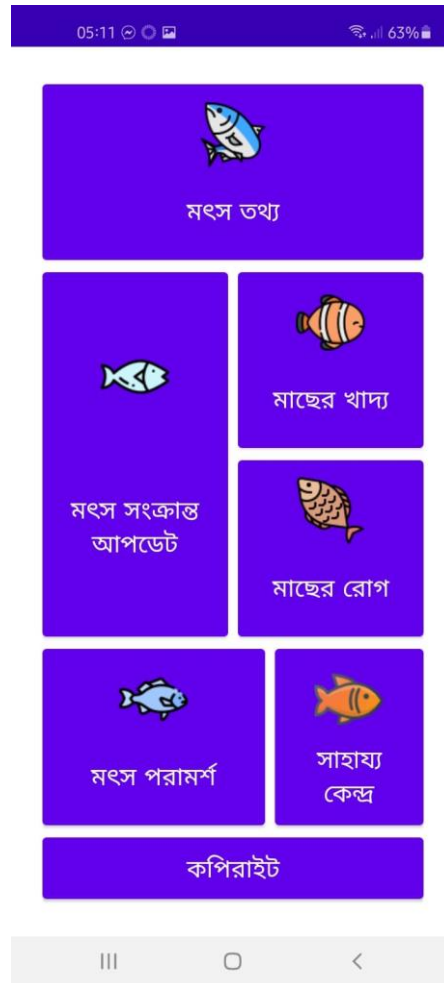 05:11 63%
মৎস তথ্য
মাছের খাদ্য
মৎস সংক্রান্ত
আপডেট
মাছের রোগ
মৎস পরামর্শ
সাহায্য
কেন্দ্র
কপিরাইট